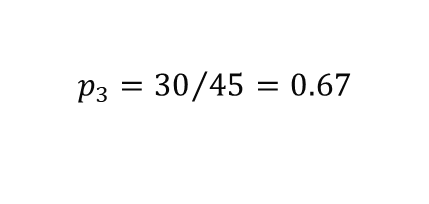 p₃ = 30/45 = 0.67